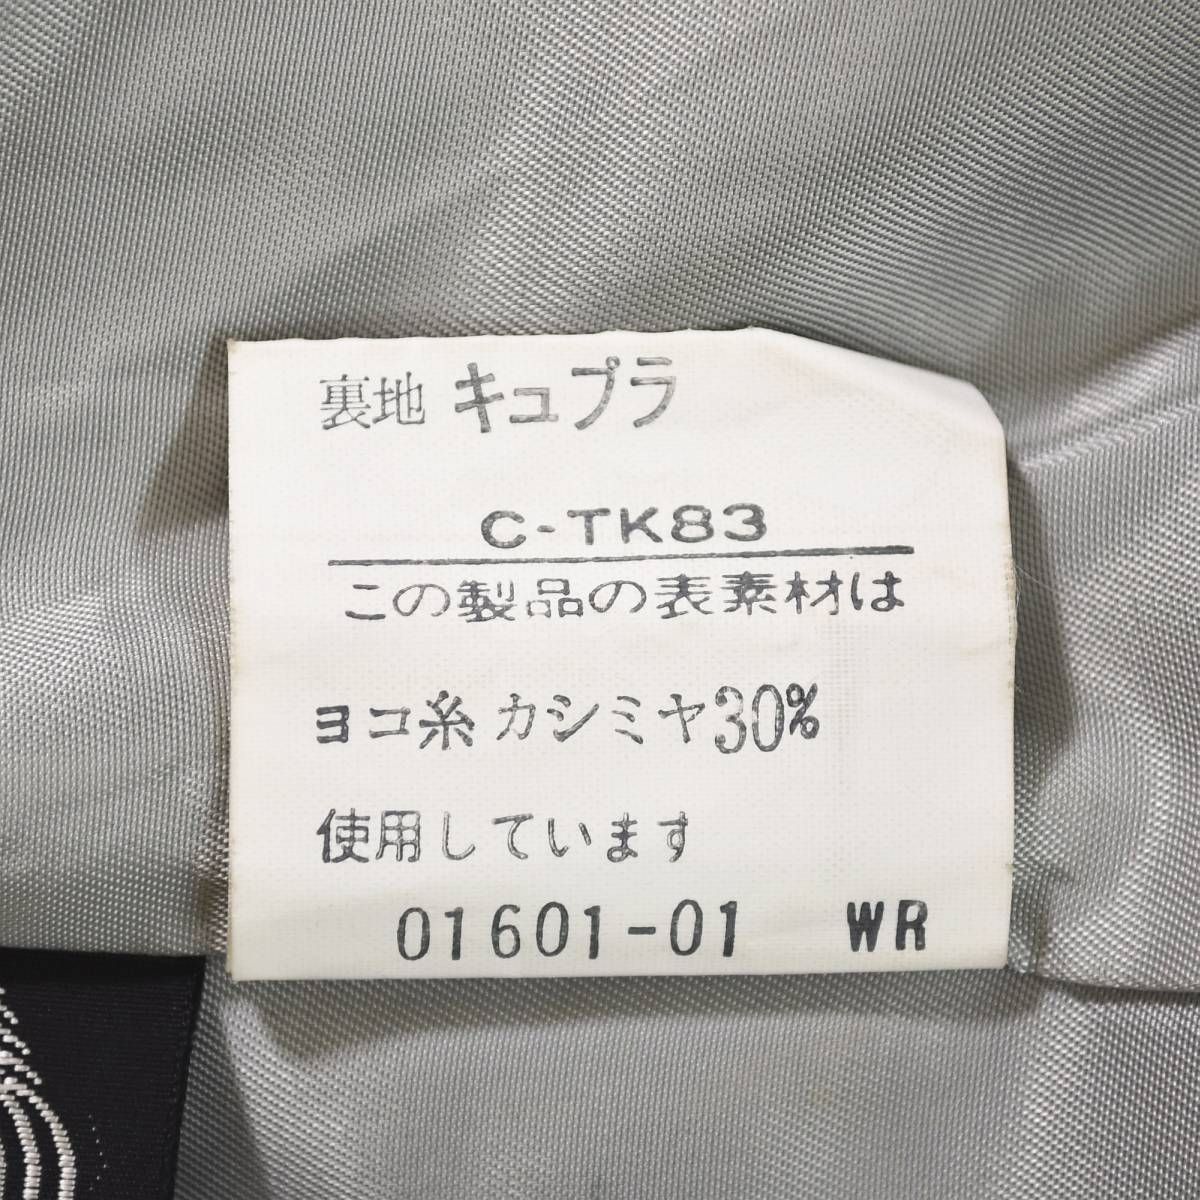 裏地 キュプラ
C-TK83
この製品の表素材は
ヨコ糸 カシミヤ30%
使用しています
01601-01 WR